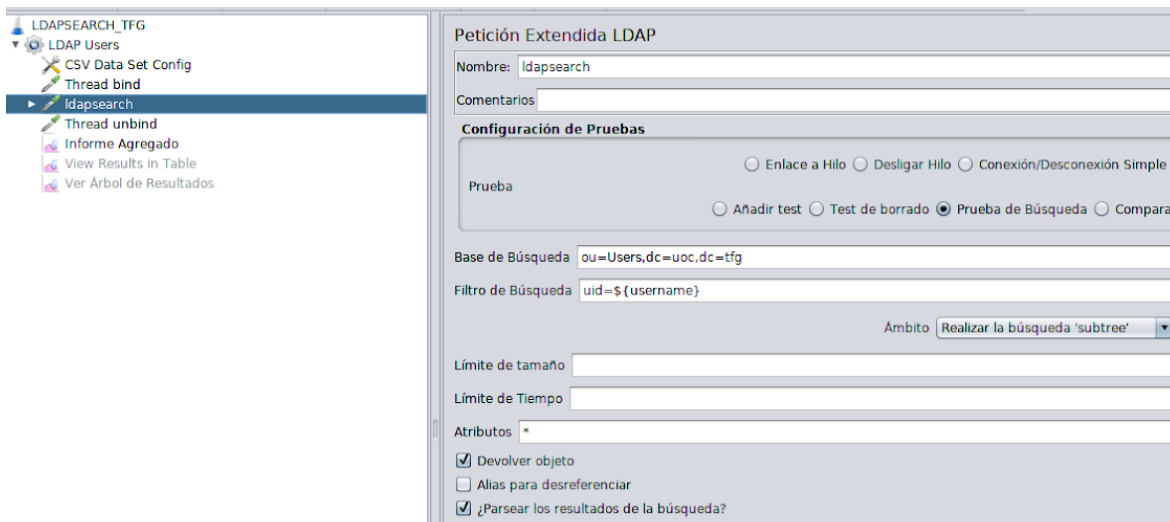 LDAPSEARCH_TFG
LDAP Users
CSV Data Set Config
Thread bind
ldapsearch
Thread unbind
Informe Agregado
View Results in Table
Ver Árbol de Resultados
Petición Extendida LDAP
Nombre: ldapsearch
Comentarios
Configuración de Pruebas
Enlace a Hilo Desligar Hilo Conexión/Desconexión Simple
Prueba
Añadir test Test de borrado Prueba de Búsqueda Compara
Base de Búsqueda ou=Users,dc=uoc,dc=tfg
Filtro de Búsqueda uid=${username}
Ámbito Realizar la búsqueda 'subtree'
Límite de tamaño
Límite de Tiempo
Atributos *
Devolver objeto
Alias para desreferenciar
¿Parsear los resultados de la búsqueda?